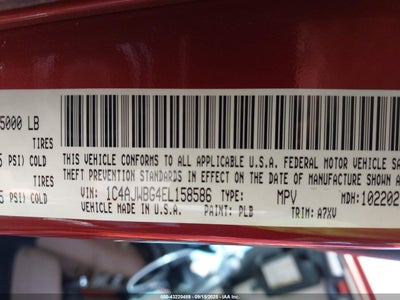 5000 LB
TIRES
PSI) COLD
TIRES
PSI) COLD
THIS VEHICLE CONFORMS TO ALL APPLICABLE U.S.A. FEDERAL MOTOR VEHICLE
THEFT PREVENTION STANDARDS IN EFFECT ON THE DATE OF MANUFACTURE SHOWN
VIN: 1C4AJWBG4EL158586 TYPE: MPV MDH: 102202
VEHICLE MADE IN U.S.A. PAINT: PLB TRIM: A7XV